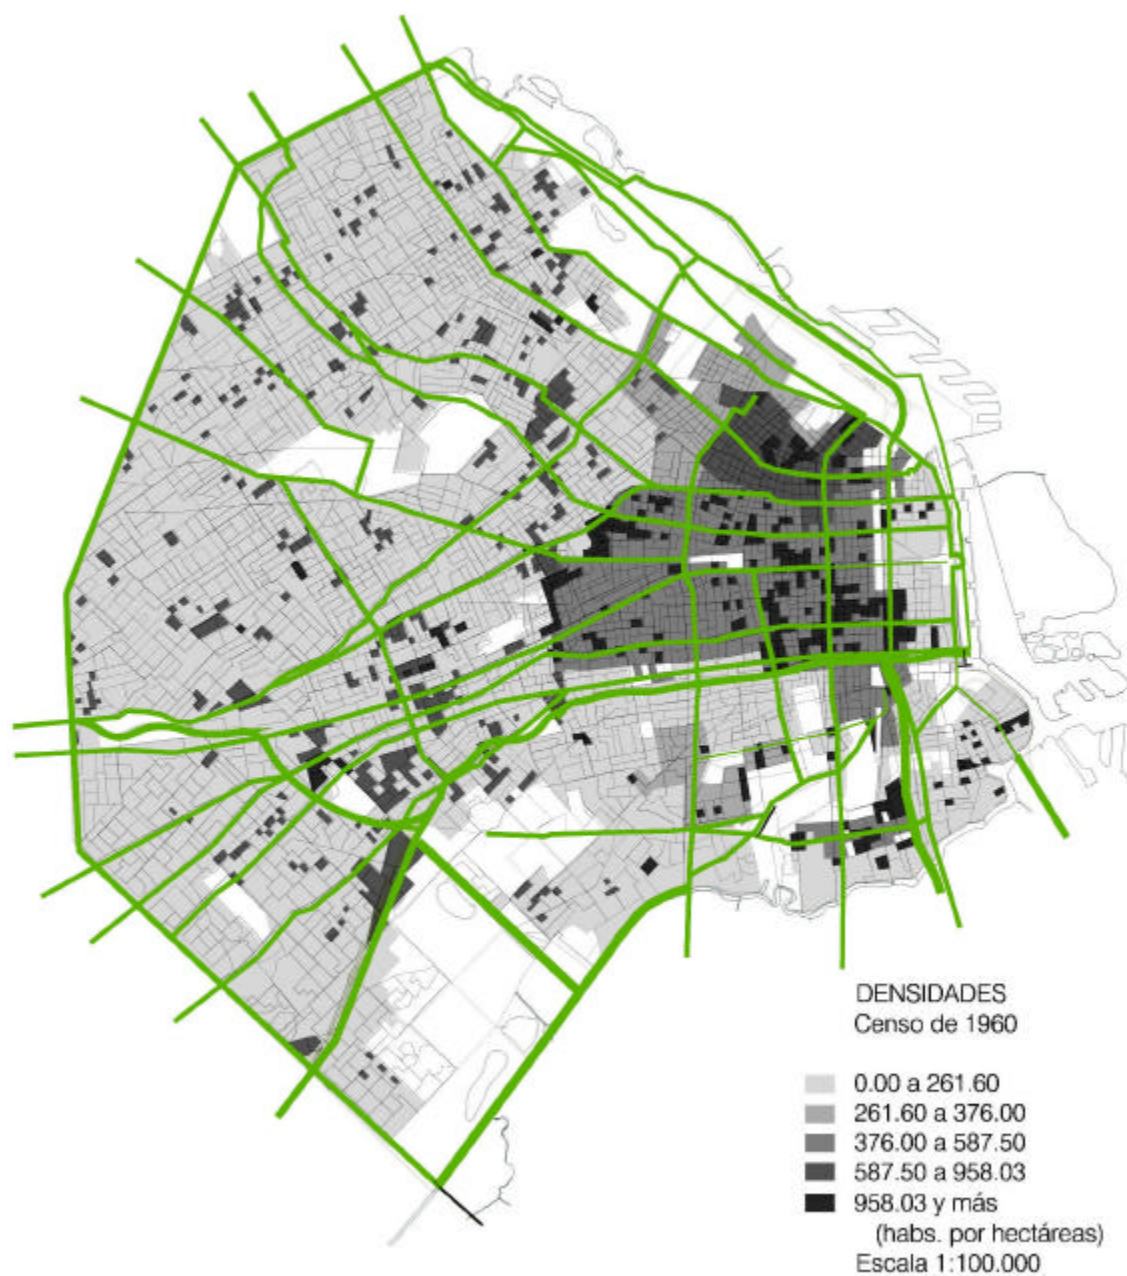 DENSIDADES
Censo de 1960
0.00 a 261.60
261.60 a 376.00
376.00 a 587.50
587.50 a 958.03
958.03 y más
(habs. por hectáreas)
Escala 1:100.000